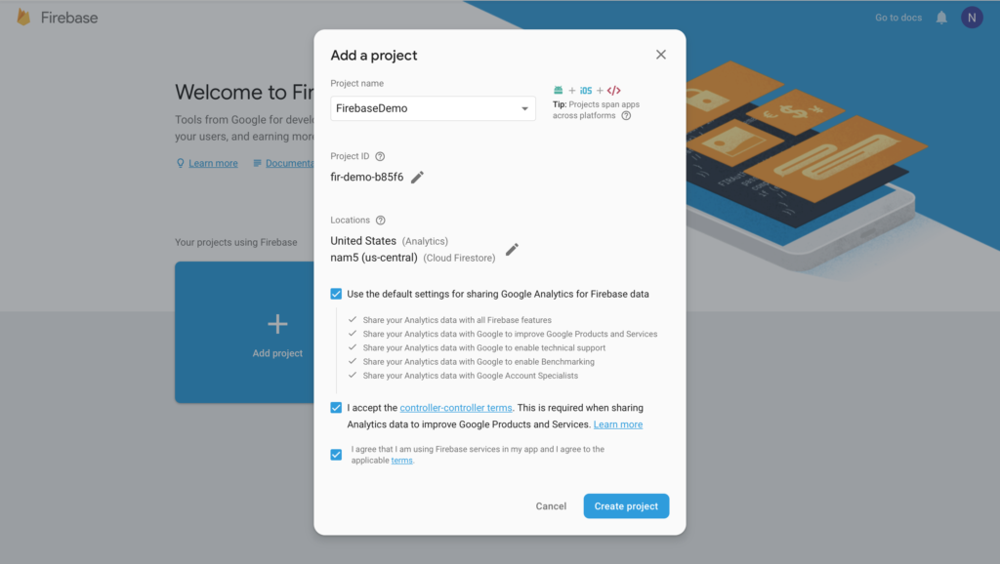 Firebase
Go to docs
N
Welcome to Fir
Tools from Google for develo
your users, and earning more
Learn more
Documenta
Your projects using Firebase
Add project
Add a project
Project name
FirebaseDemo
+ iOS + </>
Tip: Projects span apps
across platforms
Project ID
fir-demo-b85f6
Locations
United States (Analytics)
nam5 (us-central) (Cloud Firestore)
Use the default settings for sharing Google Analytics for Firebase data
Share your Analytics data with all Firebase features
Share your Analytics data with Google to improve Google Products and Services
Share your Analytics data with Google to enable technical support
Share your Analytics data with Google to enable Benchmarking
Share your Analytics data with Google Account Specialists
I accept the controller-controller terms. This is required when sharing
Analytics data to improve Google Products and Services. Learn more
I agree that I am using Firebase services in my app and I agree to the
applicable terms.
Cancel
Create project